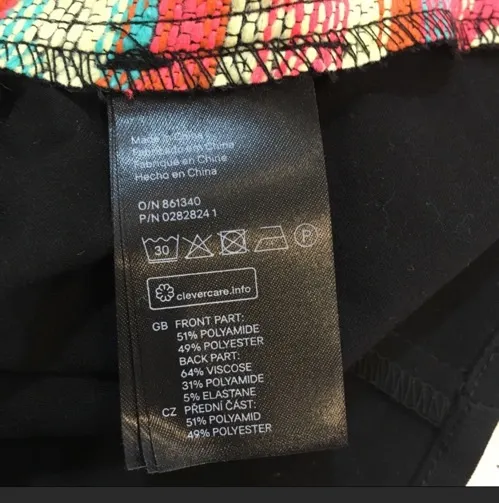 Made in China
Fabricado em China
Fabriqué en Chine
Hecho en China
O/N 861340
P/N 0282824 1
30
P
clevercare.info
GB FRONT PART:
51% POLYAMIDE
49% POLYESTER
BACK PART:
64% VISCOSE
31% POLYAMIDE
5% ELASTANE
CZ PŘEDNÍ ČÁST:
51% POLYAMID
49% POLYESTER